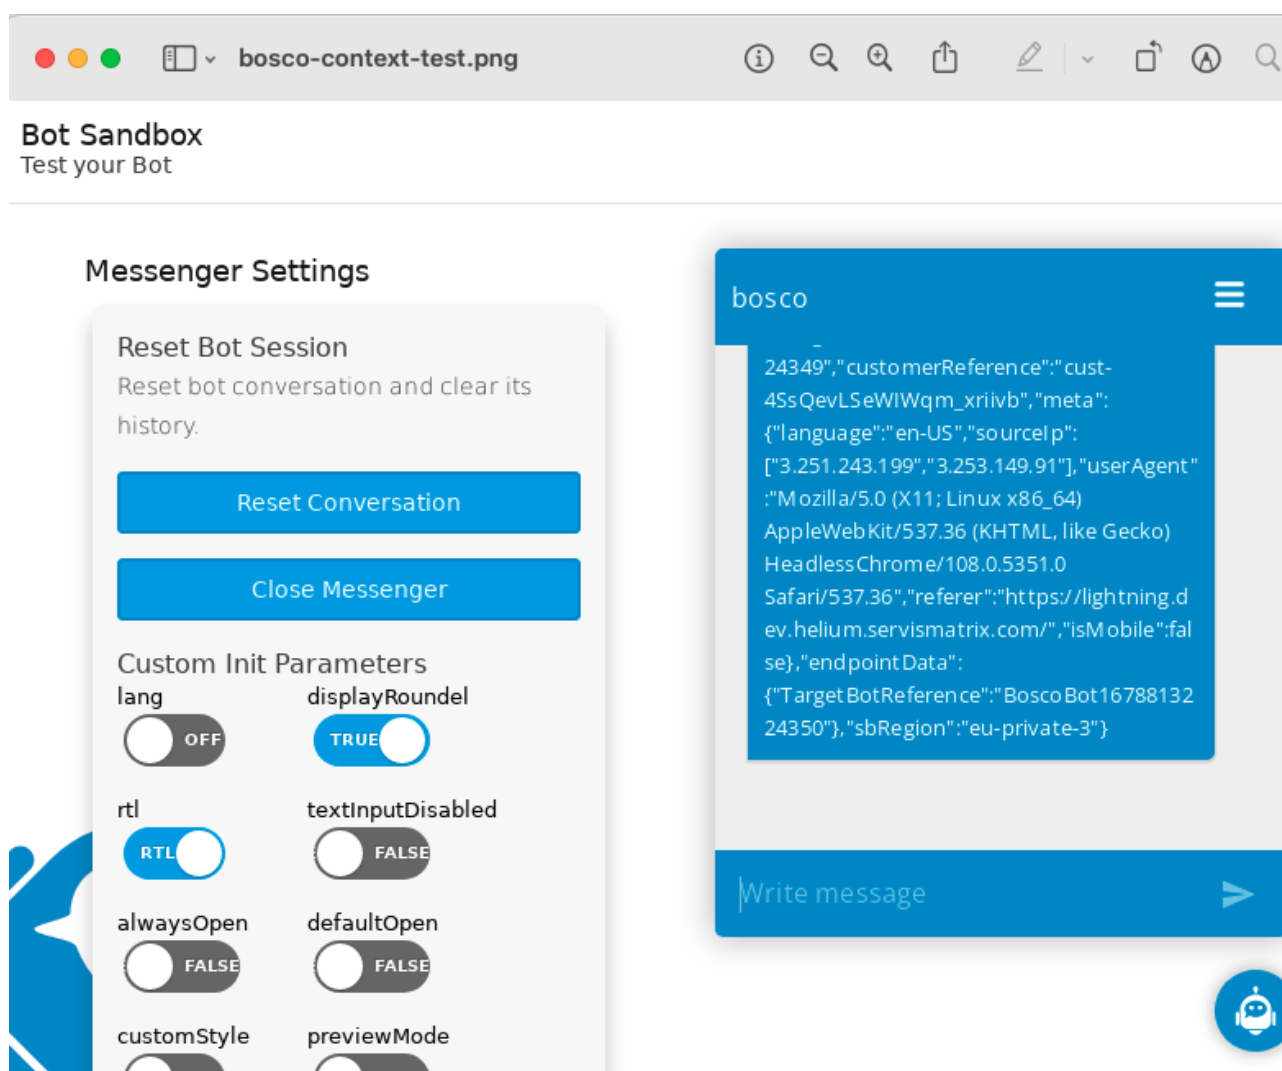 bosco-context-test.png
Bot Sandbox
Test your Bot
Messenger Settings
Reset Bot Session
Reset bot conversation and clear its
history.
Reset Conversation
Close Messenger
Custom Init Parameters
lang
displayRoundel
OFF
TRUE
rtl
textInputDisabled
RTL
FALSE
alwaysOpen
defaultOpen
FALSE
FALSE
customStyle
previewMode
bosco
24349","customerReference":"cust-
4SsQevLSeWIWqm_xriivb","meta":
{"language":"en-US","sourceIp":
["3.251.243.199","3.253.149.91"],"userAgent"
:"Mozilla/5.0 (X11; Linux x86_64)
AppleWebKit/537.36 (KHTML, like Gecko)
HeadlessChrome/108.0.5351.0
Safari/537.36","referer":"https://lightning.d
ev.helium.servismatrix.com/","isMobile":fal
se},"endpointData":
{"TargetBotReference":"BoscoBot16788132
24350"},"sbRegion":"eu-private-3"}
Write message